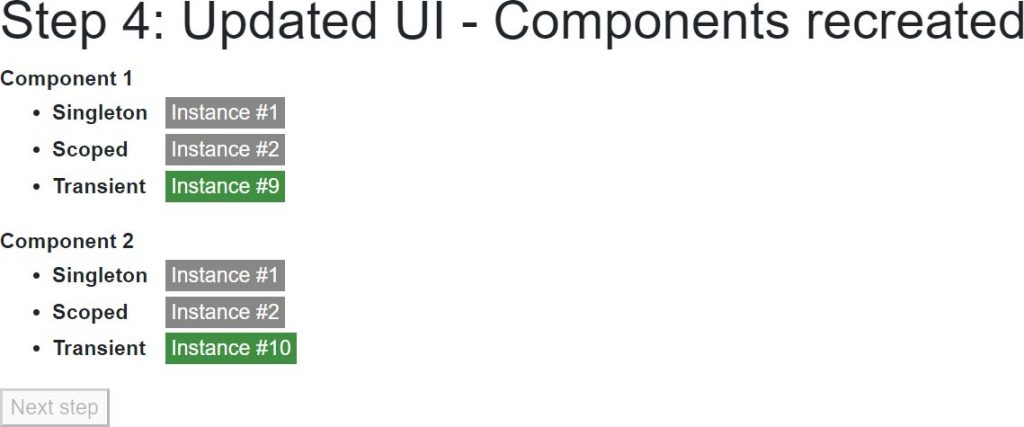 Step 4: Updated UI - Components recreated
Component 1
• Singleton Instance #1
• Scoped Instance #2
• Transient Instance #9
Component 2
• Singleton Instance #1
• Scoped Instance #2
• Transient Instance #10
Next step